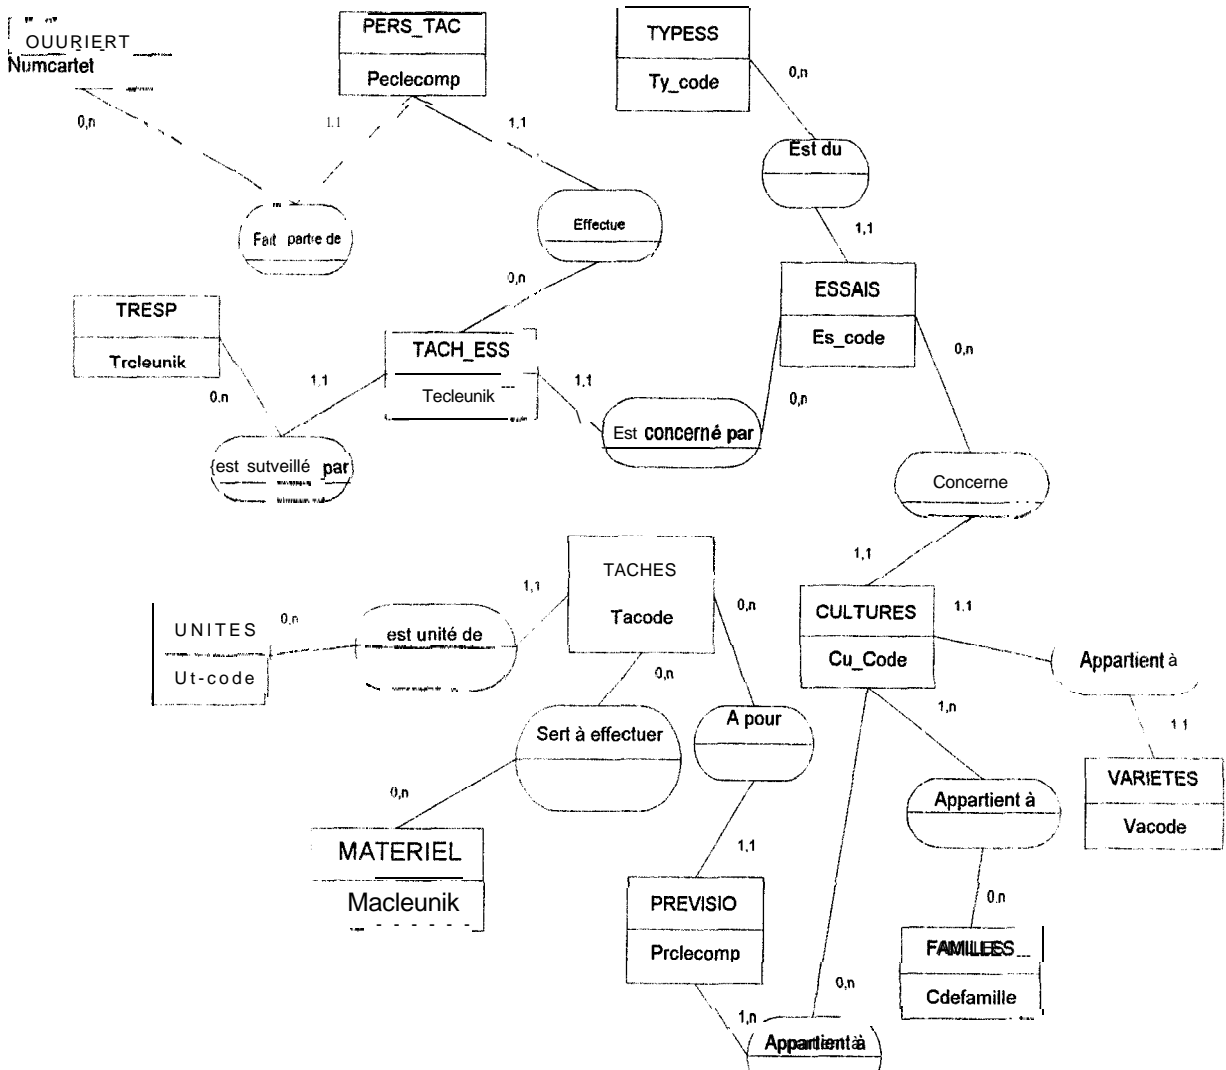 OUURIERT
Numcartet
0,n
PERS_TAC
Peclecomp
1,1
1,1
TYPESS
Ty_code
0,n
Est du
1,1
Fait partie de
Effectue
0,n
ESSAIS
Es_code
0,n
0,n
TRESP
Trcleunik
0,n
1,1
TACH_ESS
Tecleunik
1,1
Est concerné par
{est sutveillé par
Concerne
1,1
TACHES
Tacode
1,1
0,n
0,n
UNITES
Ut-code
0,n
est unité de
CULTURES
Cu_Code
1,1
Appartient à
1,n
1 1
Sert à effectuer
A pour
0,n
1,1
VARIETES
Vacode
Appartient à
0.n
MATERIEL
Macleunik
PREVISIO
Prclecomp
FAMILLES
Cdefamille
0,n
1,n
Appartient à